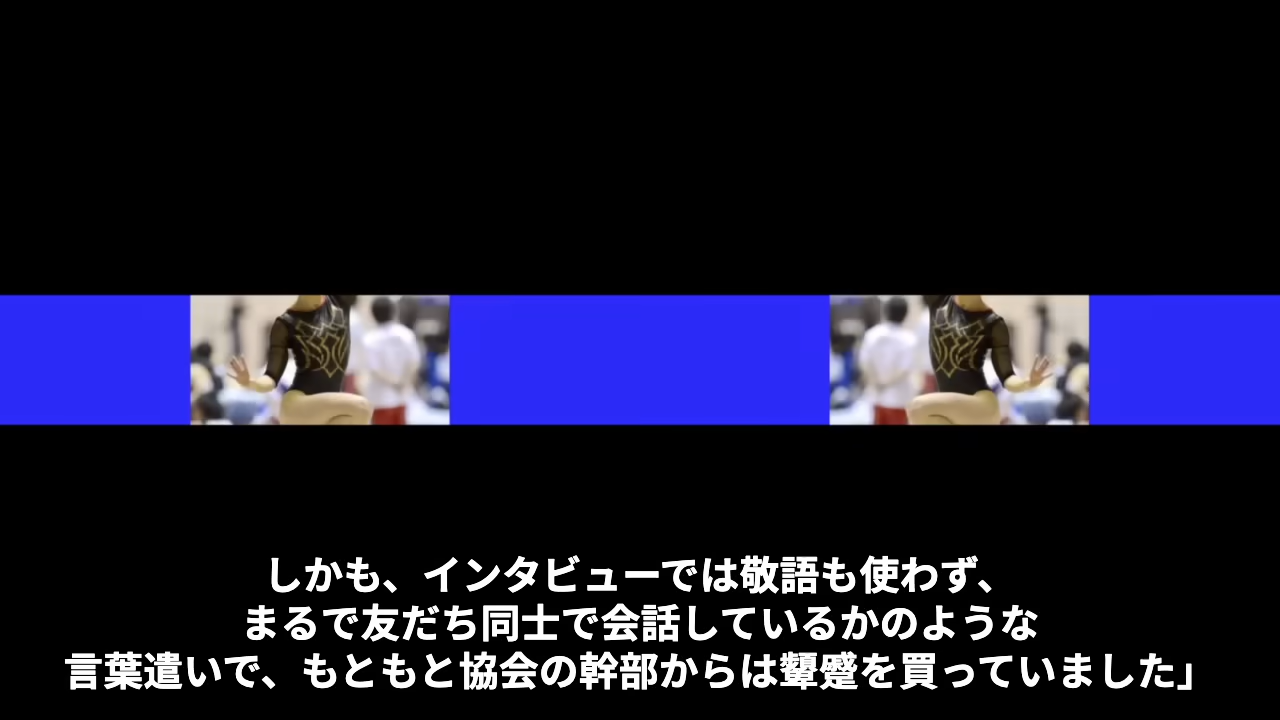 しかも、インタビューでは敬語も使わず、
まるで友だち同士で会話しているかのような
言葉遣いで、もともと協会の幹部からは顰蹙を買っていました」